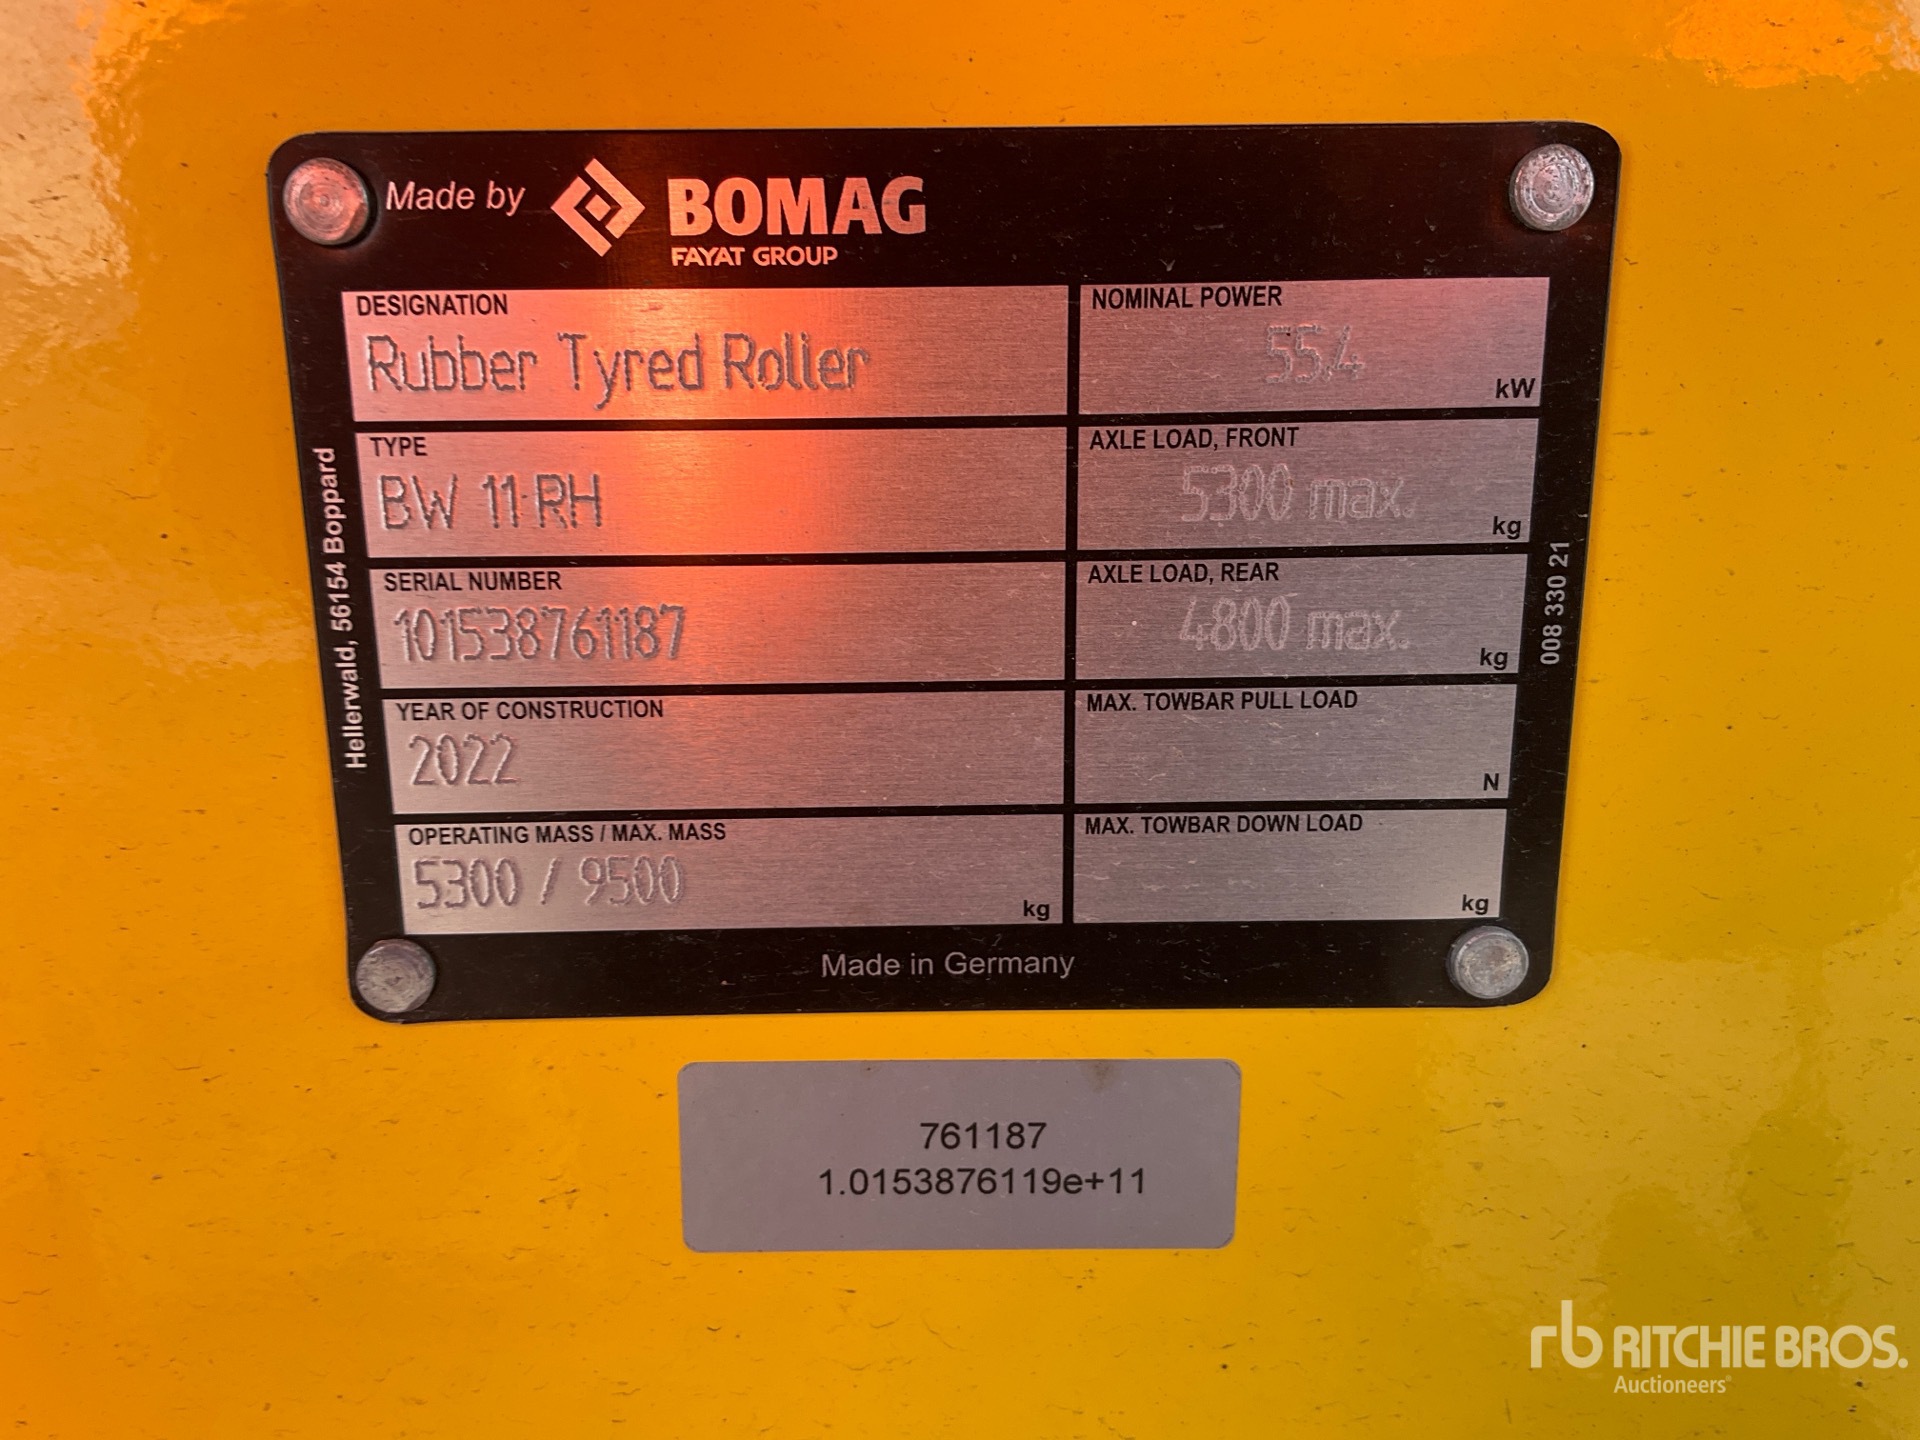 Made by BOMAG
FAYAT GROUP
DESIGNATION
Rubber Tyred Roller
NOMINAL POWER
55.4
kW
TYPE
BW 11 RH
AXLE LOAD, FRONT
5300 max.
kg
SERIAL NUMBER
101538761187
AXLE LOAD, REAR
4800 max.
kg
YEAR OF CONSTRUCTION
2022
MAX. TOWBAR PULL LOAD
N
OPERATING MASS / MAX. MASS
5300 / 9500
kg
MAX. TOWBAR DOWN LOAD
kg
Hellerwald, 56154 Boppard
008 330 21
Made in Germany
761187
1.0153876119e+11
rb RITCHIE BROS.
Auctioneers